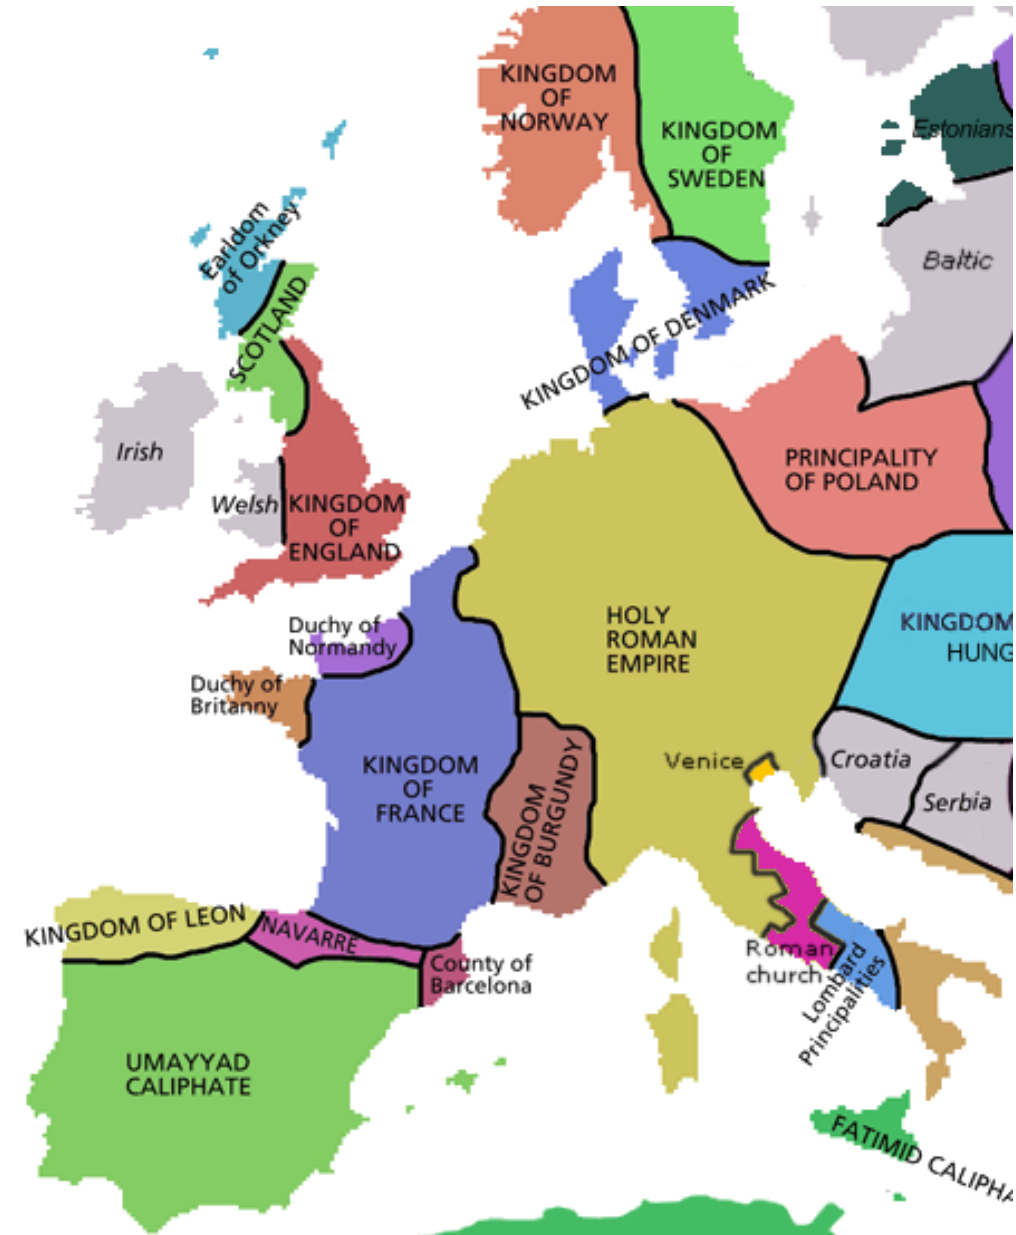 KINGDOM
OF
NORWAY
KINGDOM
OF
SWEDEN
Estonians
Earldom
of Orkney
Baltic
SCOTLAND
KINGDOM OF DENMARK
Irish
Welsh
KINGDOM
OF
ENGLAND
PRINCIPALITY
OF POLAND
HOLY
ROMAN
EMPIRE
KINGDOM
HUNG
Duchy of
Normandy
Duchy of
Britanny
KINGDOM
OF
FRANCE
KINGDOM
OF BURGUNDY
Venice
Croatia
Serbia
KINGDOM OF LEON
NAVARRE
County of
Barcelona
Roman
church
Lombard
Principalities
UMAYYAD
CALIPHATE
FATIMID CALIPHA